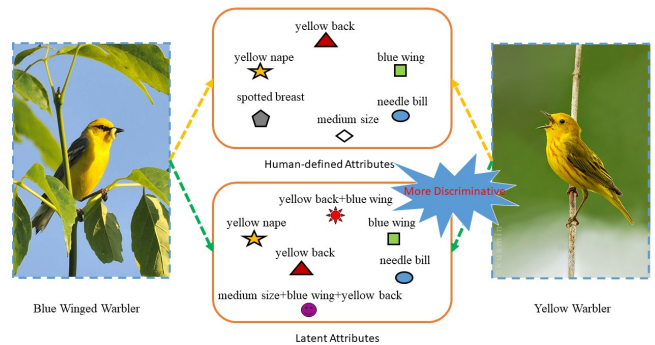 yellow back
yellow nape
blue wing
spotted breast
needle bill
medium size
Human-defined Attributes
More Discriminative
yellow back+blue wing
yellow nape
blue wing
yellow back
needle bill
medium size+blue wing+yellow back
Blue Winged Warbler
Yellow Warbler
Latent Attributes